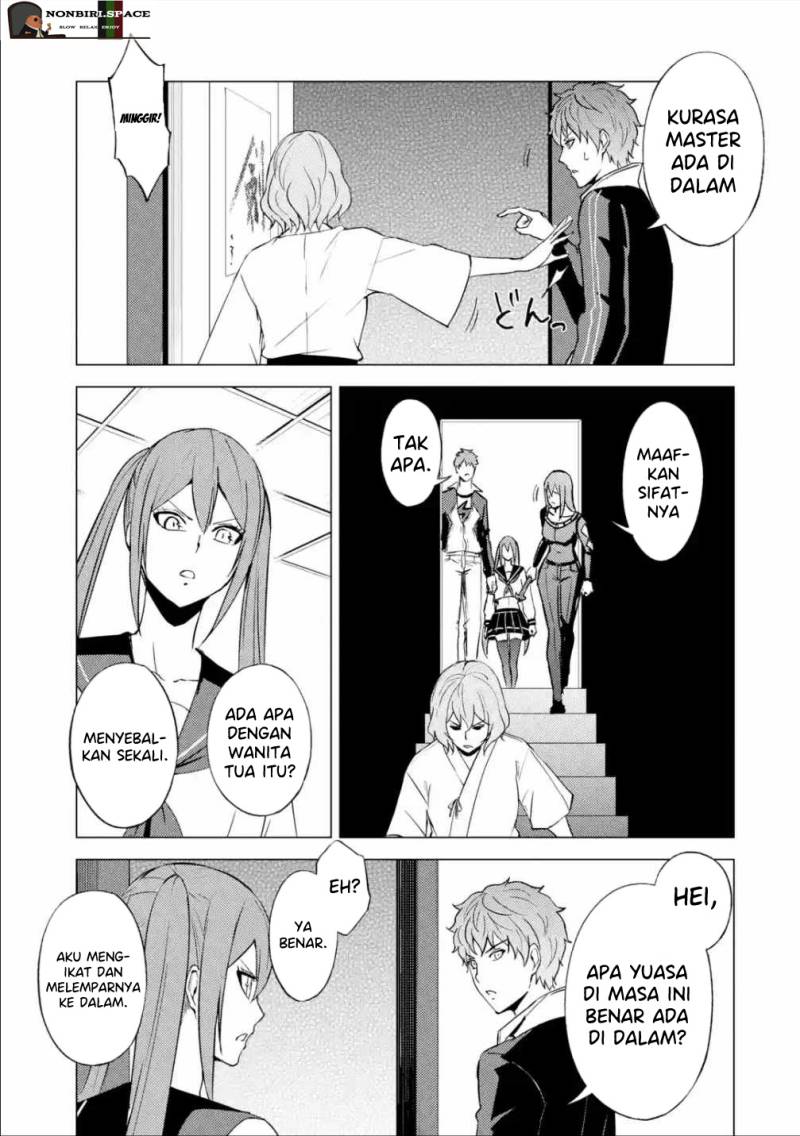 NONBIRI.SPACE
SLOW RELAX ENJOY
KURASA
MASTER
ADA DI
DALAM
MINGGIR!
どんっ
MAAF-
KAN
SIFAT-
NYA
TAK
APA.
ADA APA
DENGAN
WANITA
TUA ITU?
MENYEBAL-
KAN SEKALI.
HEI,
APA YUASA
DI MASA INI
BENAR ADA
DI DALAM?
EH?
YA
BENAR.
AKU MENG-
IKAT DAN
MELEMPARNYA
KE DALAM.